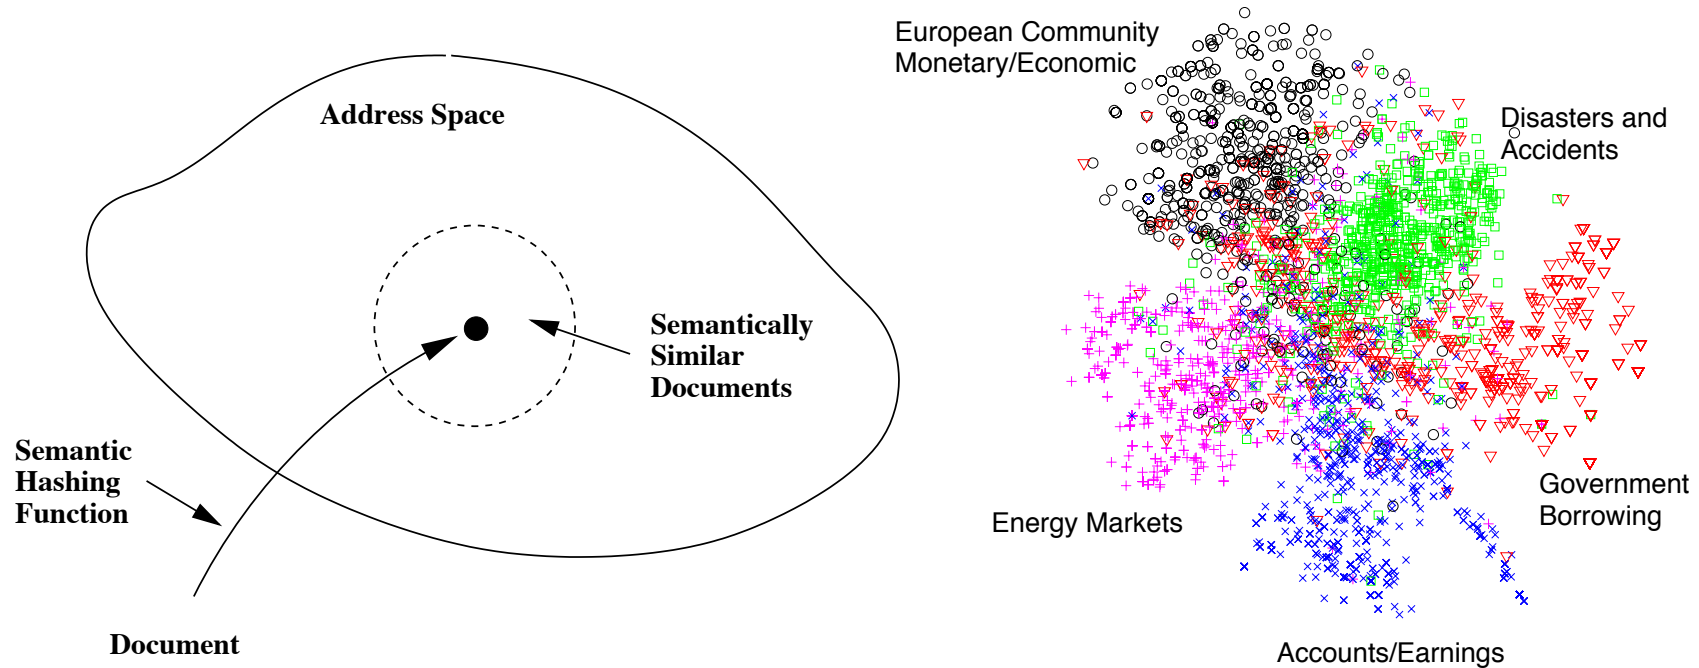 Address Space
Semantically
Similar
Documents
Semantic
Hashing
Function
Document
European Community
Monetary/Economic
Disasters and
Accidents
Energy Markets
Government
Borrowing
Accounts/Earnings